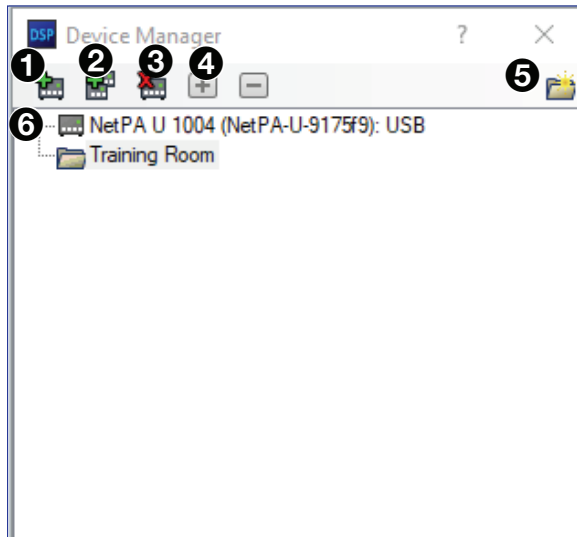 DSP Device Manager ?
1 2 3 4 5
6 NetPA U 1004 (NetPA-U-9175f9): USB
Training Room